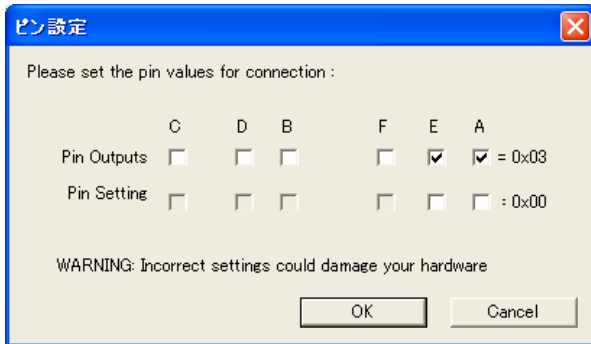 ピン設定
Please set the pin values for connection :
C D B F E A
Pin Outputs = 0x03
Pin Setting : 0x00
WARNING: Incorrect settings could damage your hardware
OK Cancel